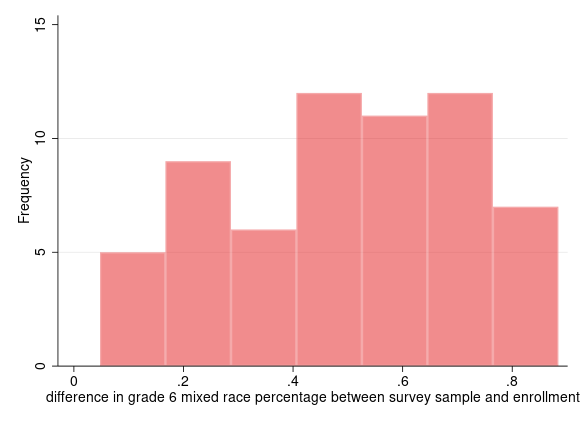 15
10
5
0
Frequency
0 .2 .4 .6 .8
difference in grade 6 mixed race percentage between survey sample and enrollment